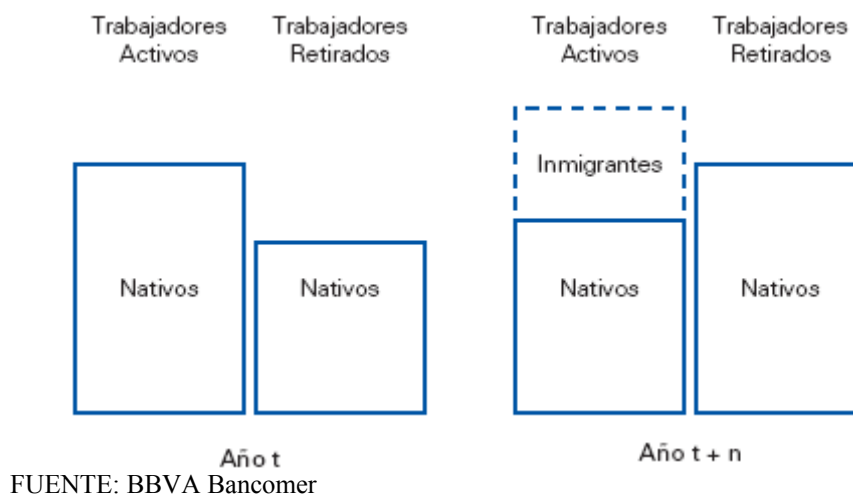 Trabajadores
Activos
Trabajadores
Retirados
Trabajadores
Activos
Trabajadores
Retirados
Inmigrantes
Nativos
Nativos
Nativos
Nativos
Año t
Año t + n
FUENTE: BBVA Bancomer